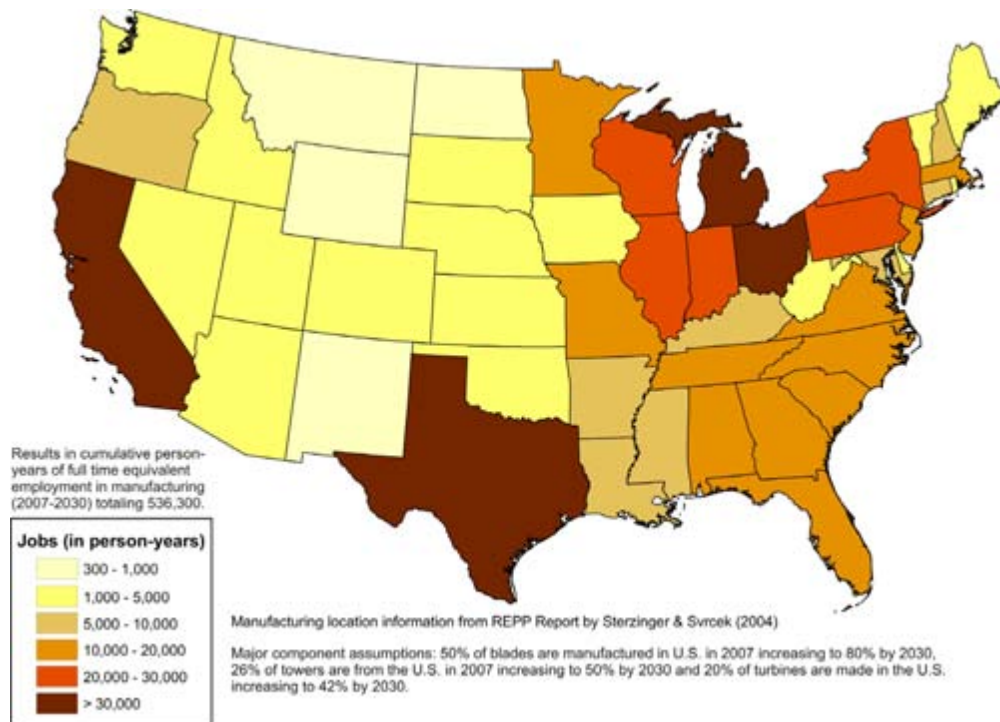 Results in cumulative person-
years of full time equivalent
employment in manufacturing
(2007-2030) totaling 536,300.
Jobs (in person-years)
300 - 1,000
1,000 - 5,000
5,000 - 10,000
10,000 - 20,000
20,000 - 30,000
> 30,000
Manufacturing location information from REPP Report by Sterzinger & Svrcek (2004)
Major component assumptions: 50% of blades are manufactured in U.S. in 2007 increasing to 80% by 2030,
26% of towers are from the U.S. in 2007 increasing to 50% by 2030 and 20% of turbines are made in the U.S.
increasing to 42% by 2030.